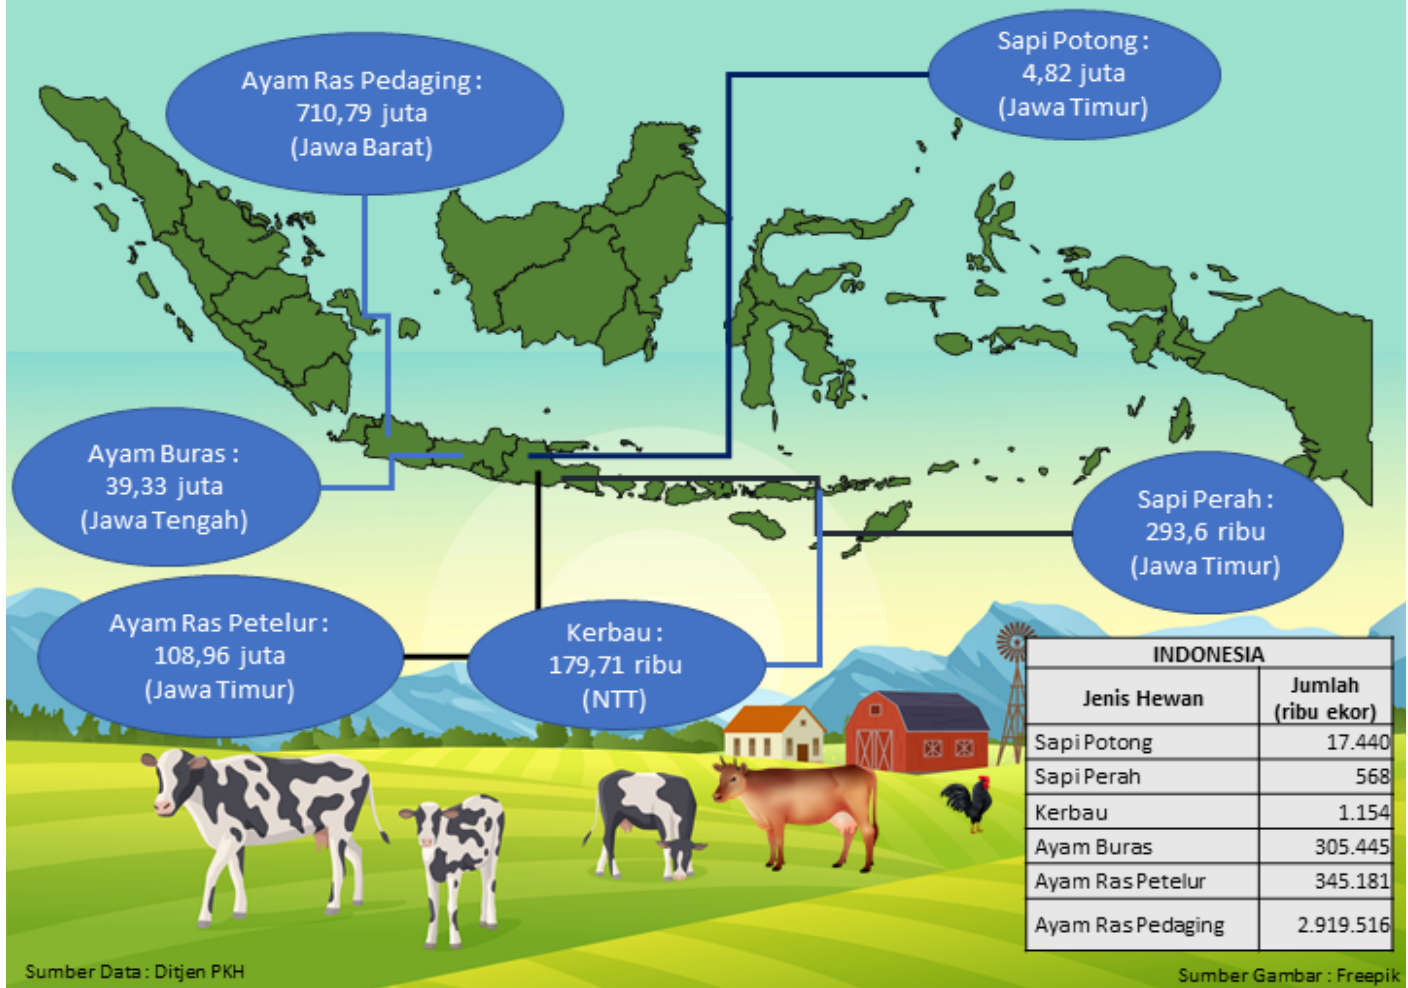 Sapi Potong :
4,82 juta
(Jawa Timur)
Ayam Ras Pedaging :
710,79 juta
(Jawa Barat)
Ayam Buras :
39,33 juta
(Jawa Tengah)
Sapi Perah :
293,6 ribu
(Jawa Timur)
Ayam Ras Petelur :
108,96 juta
(Jawa Timur)
Kerbau :
179,71 ribu
(NTT)
INDONESIA
Jenis Hewan Jumlah (ribu ekor)
Sapi Potong 17.440
Sapi Perah 568
Kerbau 1.154
Ayam Buras 305.445
Ayam Ras Petelur 345.181
Ayam Ras Pedaging 2.919.516
Sumber Data : Ditjen PKH
Sumber Gambar : Freepik